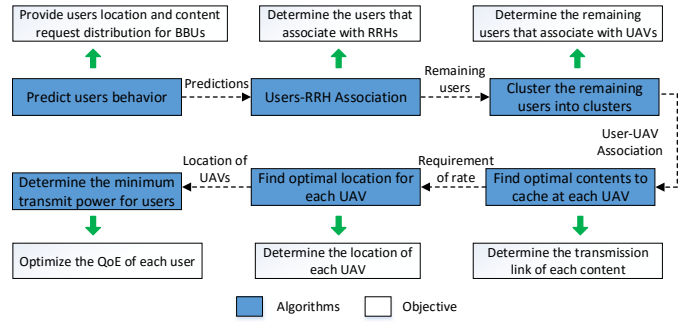 Provide users location and content
request distribution for BBUs
Determine the users that
associate with RRHs
Determine the remaining
users that associate with UAVs
Predict users behavior
Predictions
Users-RRH Association
Remaining
users
Cluster the remaining
users into clusters
User-UAV
Association
Determine the minimum
transmit power for users
Location of
UAVs
Find optimal location for
each UAV
Requirement
of rate
Find optimal contents to
cache at each UAV
Optimize the QoE of each user
Determine the location of
each UAV
Determine the transmission
link of each content
Algorithms
Objective